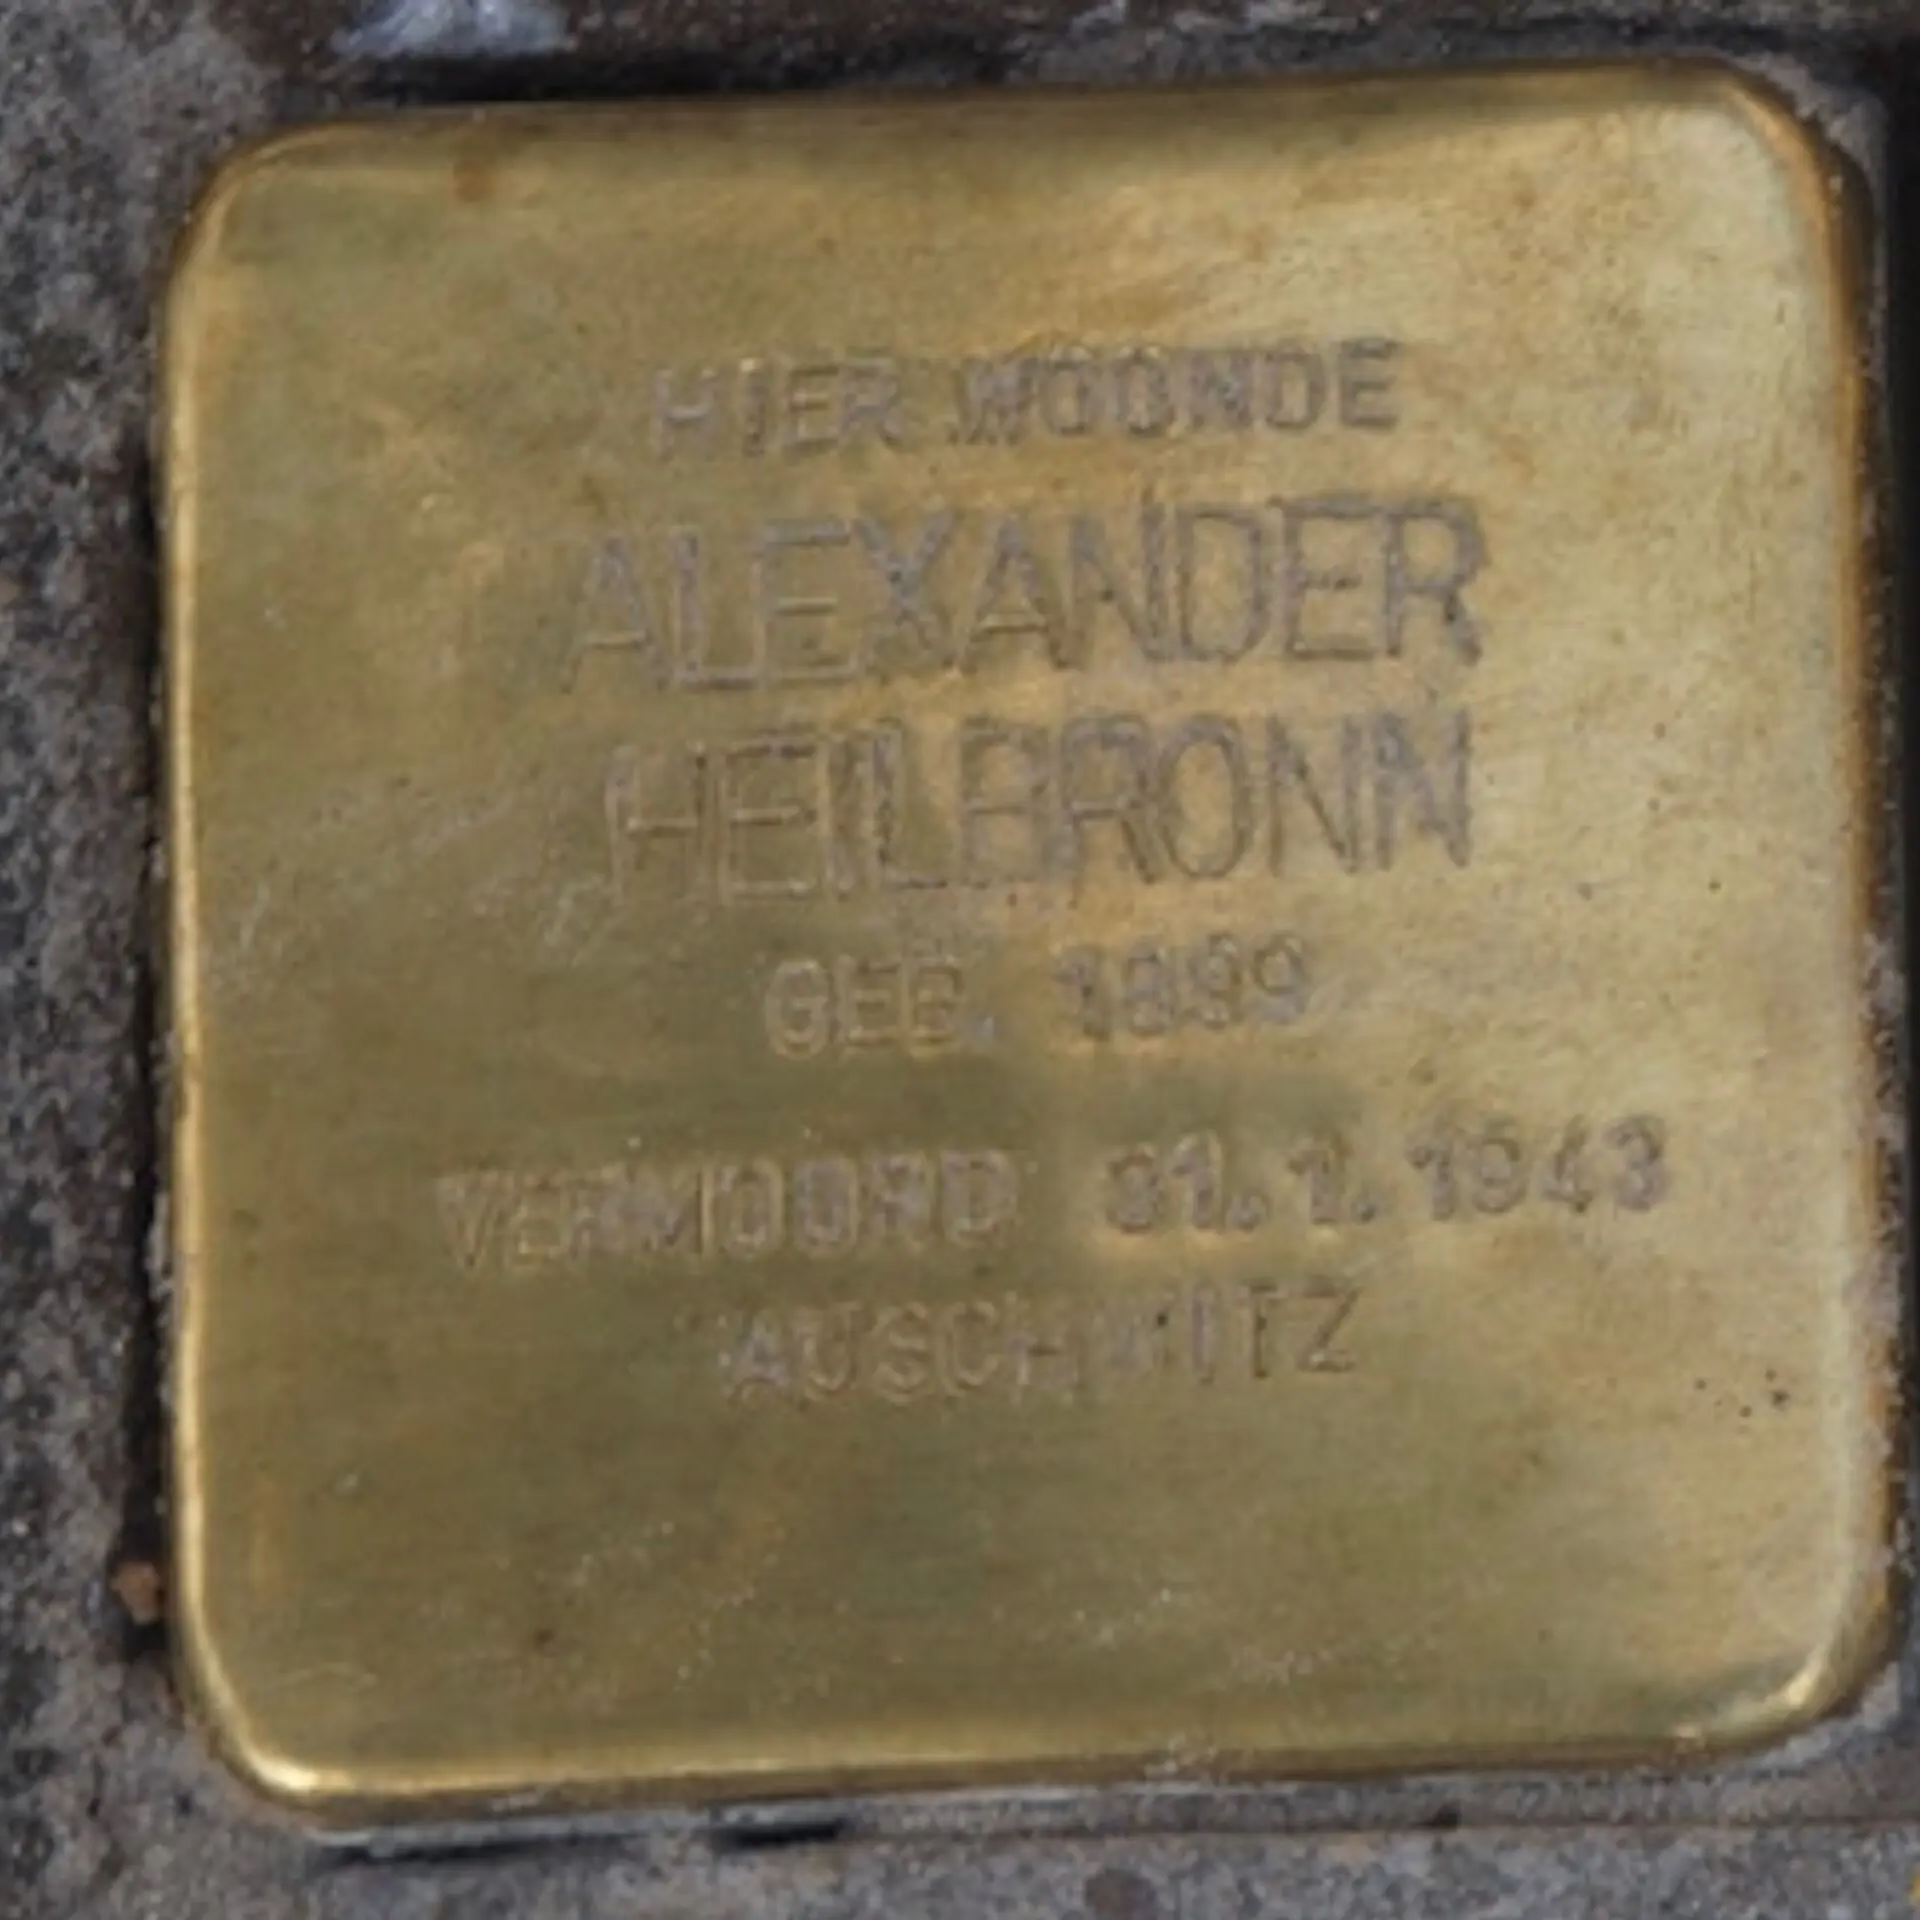 HIER WOONDE
ALEXANDER
HEILBRONN
GEB. 1899
VERMOORD 31.1.1943
AUSCHWITZ